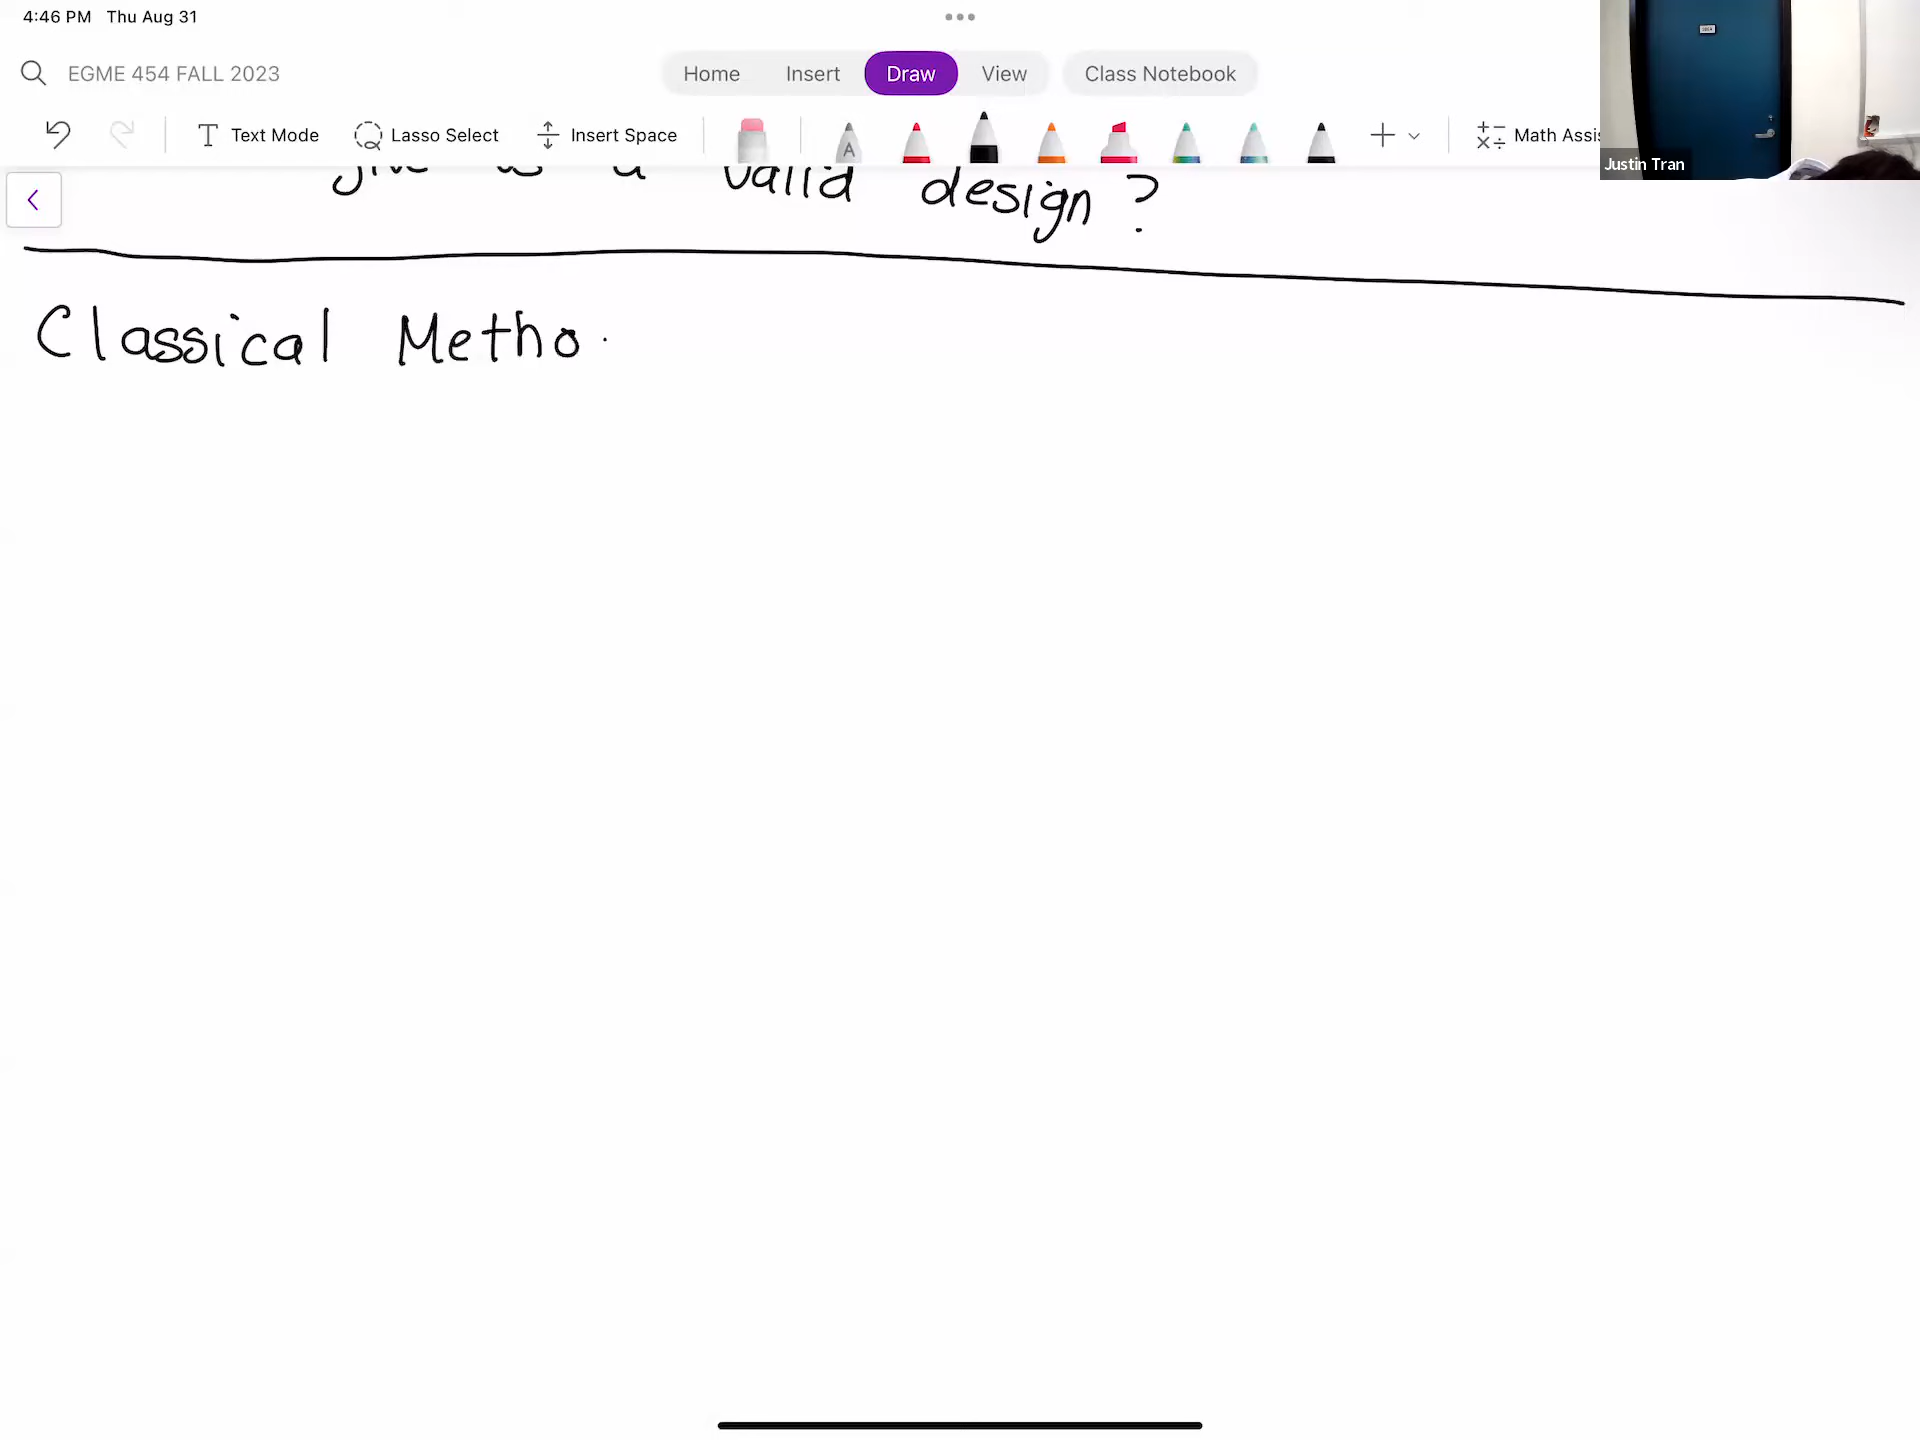 4:46 PM Thu Aug 31
EGME 454 FALL 2023
Home Insert Draw View Class Notebook
Text Mode Lasso Select Insert Space A Math Assis
Justin Tran
valid design ?
Classical Metho